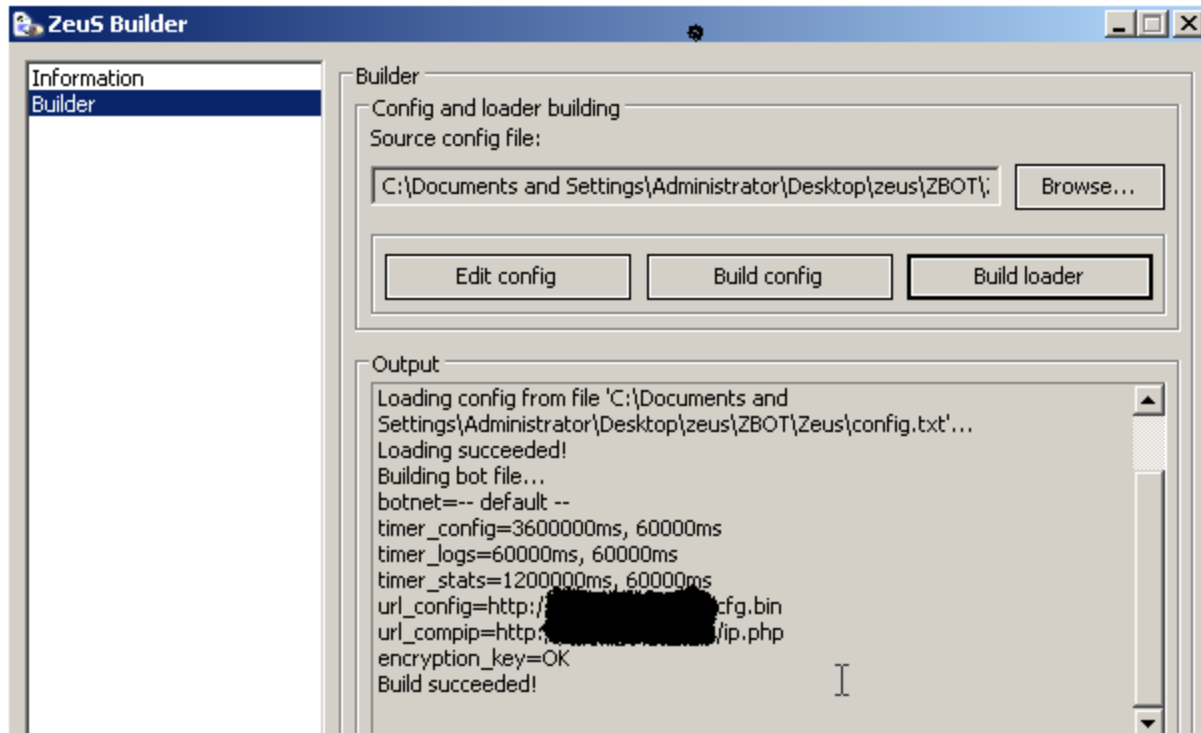 ZeuS Builder
Information
Builder
Builder
Config and loader building
Source config file:
C:\Documents and Settings\Administrator\Desktop\zeus\ZBOT\
Browse...
Edit config
Build config
Build loader
Output
Loading config from file 'C:\Documents and
Settings\Administrator\Desktop\zeus\ZBOT\Zeus\config.txt'...
Loading succeeded!
Building bot file...
botnet=-- default --
timer_config=3600000ms, 60000ms
timer_logs=60000ms, 60000ms
timer_stats=1200000ms, 60000ms
url_config=http:/ cfg.bin
url_compip=http: /ip.php
encryption_key=OK
Build succeeded!